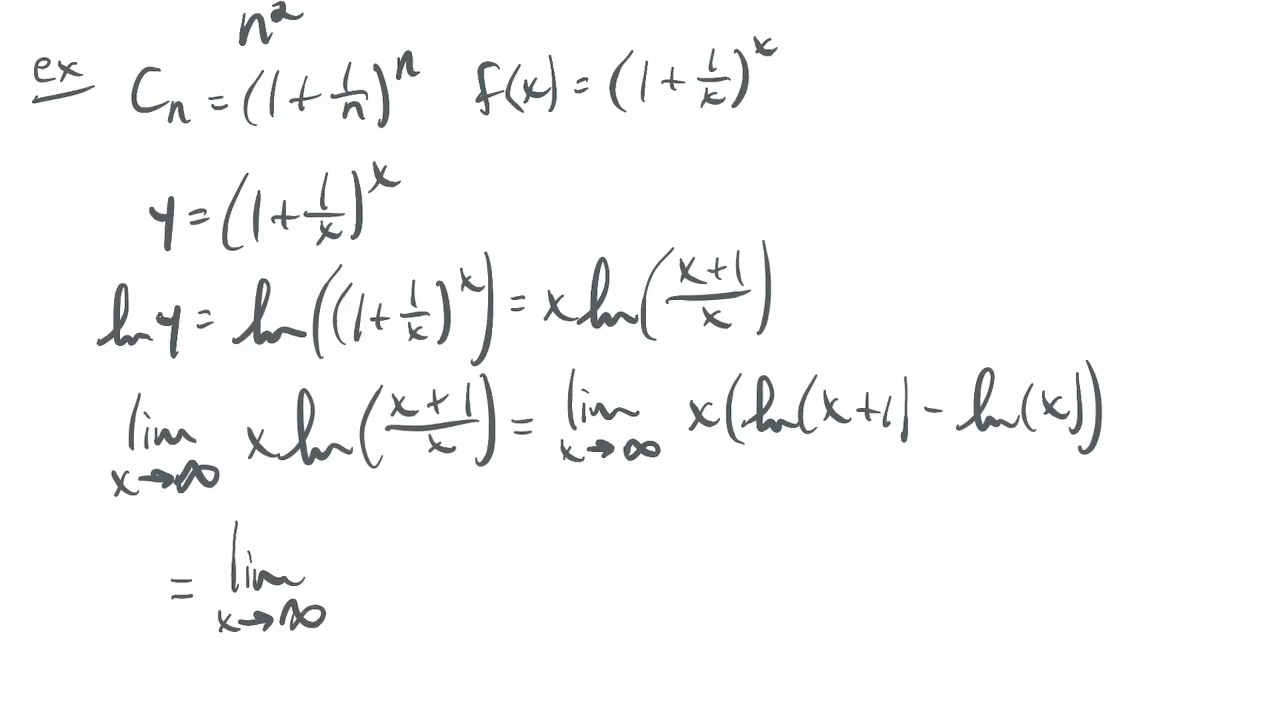 n²
ex Cₙ = (1 + 1/n)ⁿ f(x) = (1 + 1/x)ˣ
y = (1 + 1/x)ˣ
ln y = ln((1 + 1/x)ˣ) = x ln((x+1)/x)
lim x→∞ x ln((x+1)/x) = lim x→∞ x(ln(x+1) - ln(x))
= lim x→∞